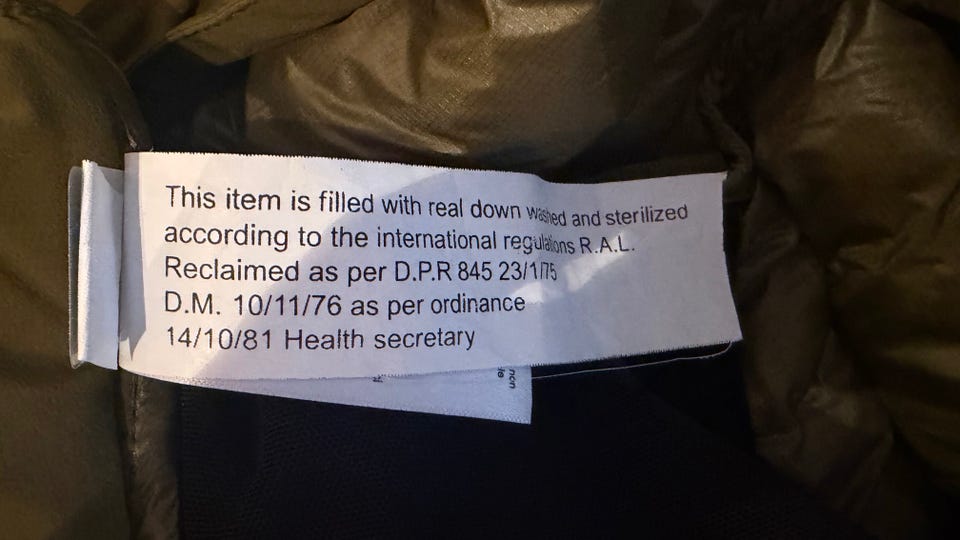 This item is filled with real down washed and sterilized
according to the international regulations R.A.L.
Reclaimed as per D.P.R 845 23/1/75
D.M. 10/11/76 as per ordinance
14/10/81 Health secretary